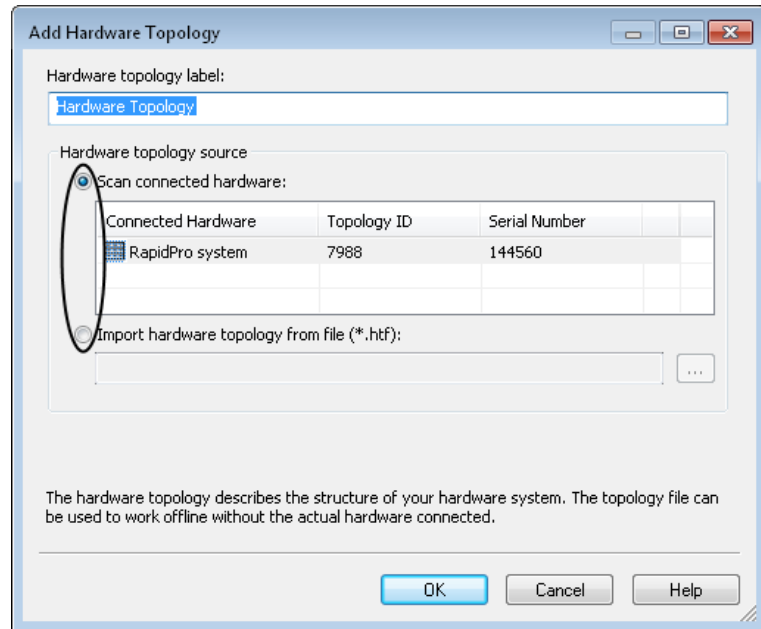 Add Hardware Topology
Hardware topology label:
Hardware Topology
Hardware topology source
Scan connected hardware:
Connected Hardware Topology ID Serial Number
RapidPro system 7988 144560
Import hardware topology from file (*.htf):
...
The hardware topology describes the structure of your hardware system. The topology file can
be used to work offline without the actual hardware connected.
OK Cancel Help